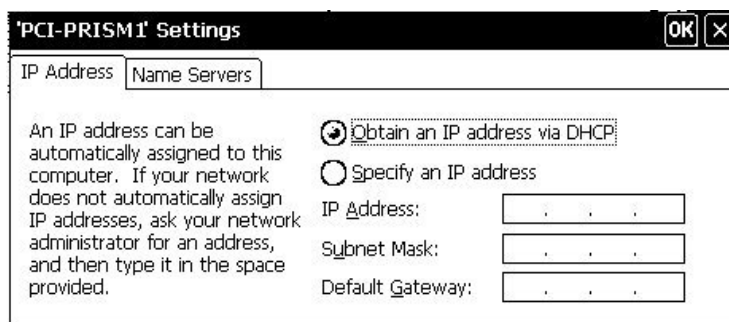 'PCI-PRISM1' Settings OK ×
IP Address Name Servers
An IP address can be
automatically assigned to this
computer. If your network
does not automatically assign
IP addresses, ask your network
administrator for an address,
and then type it in the space
provided.
Obtain an IP address via DHCP
Specify an IP address
IP Address: . . .
Subnet Mask: . . .
Default Gateway: . . .